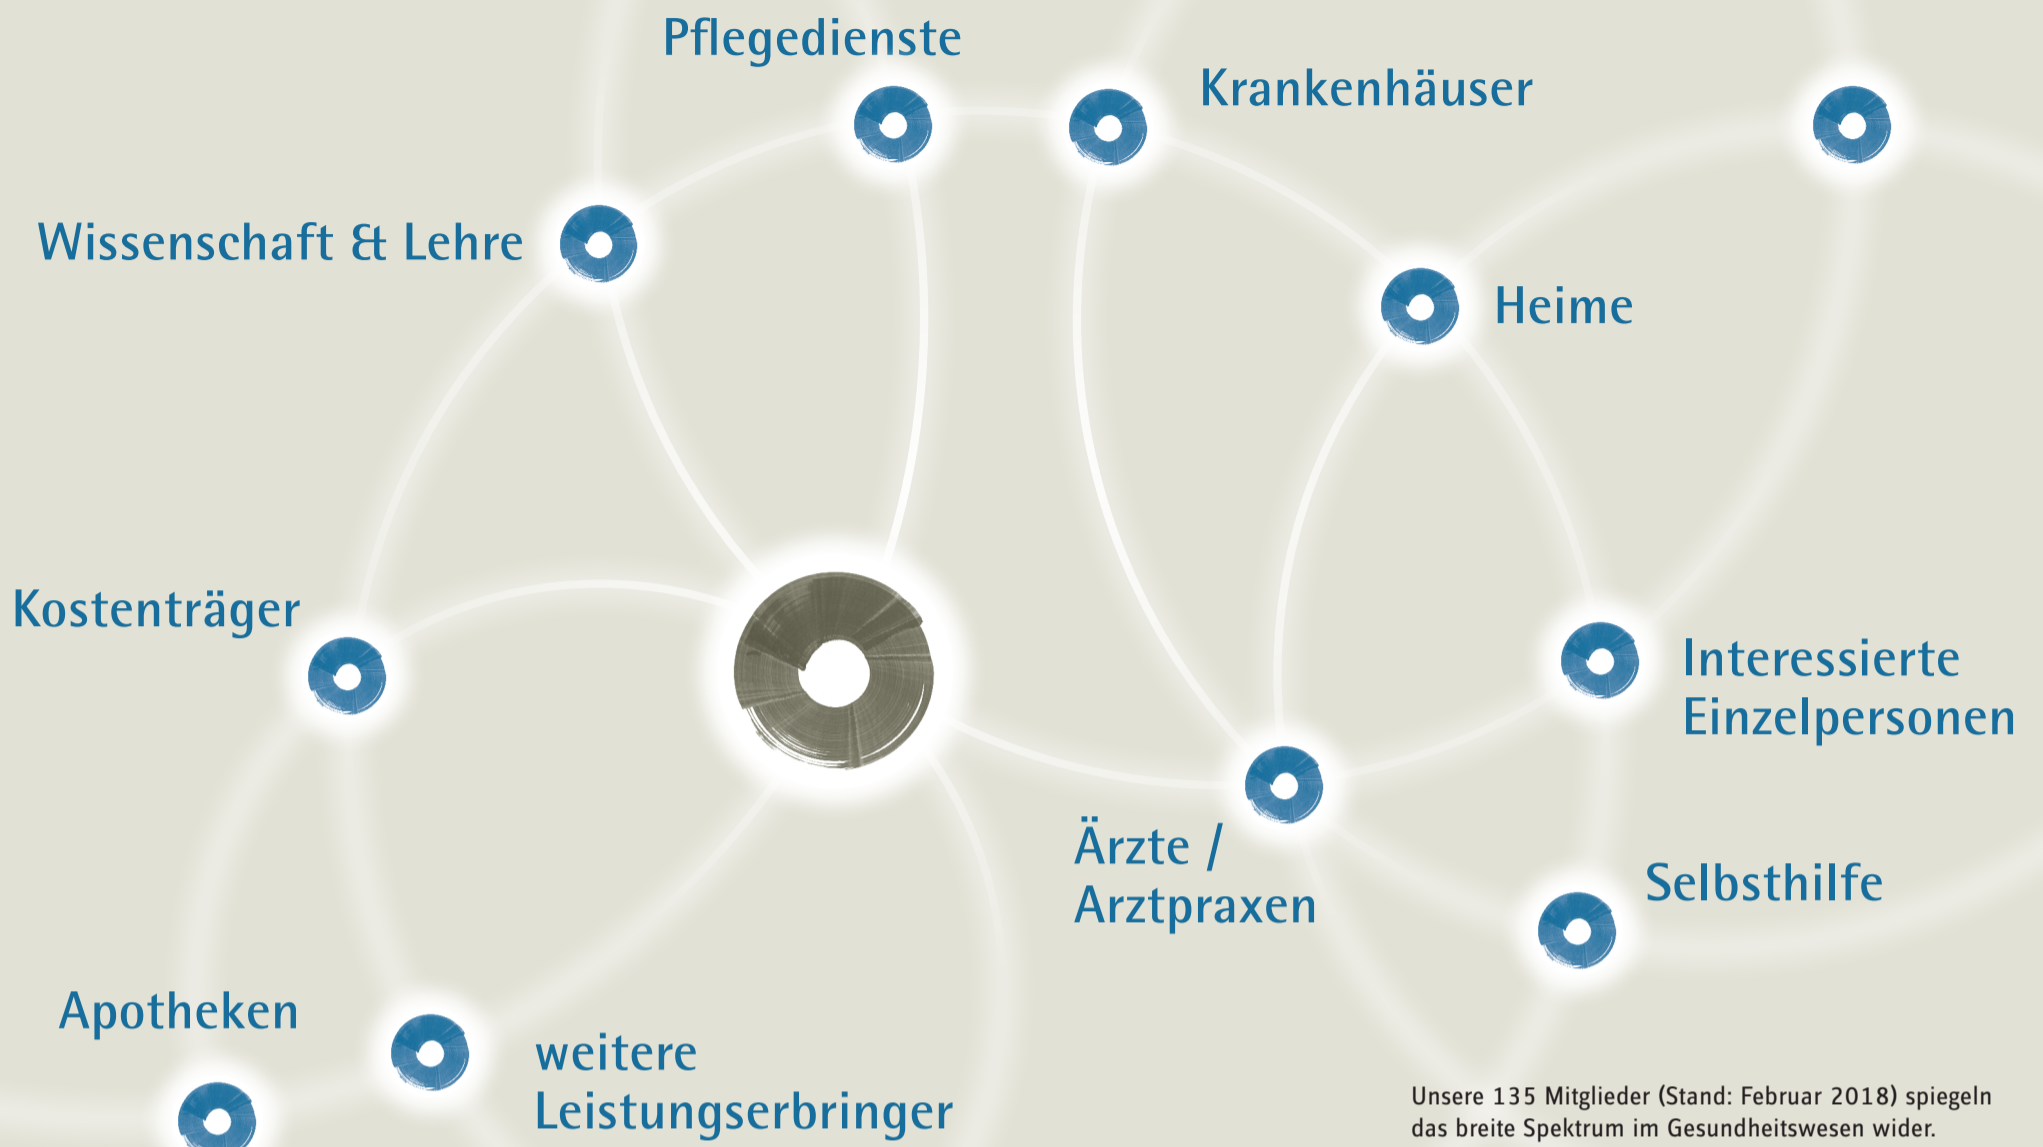 Pflegedienste
Krankenhäuser
Wissenschaft & Lehre
Heime
Kostenträger
Interessierte
Einzelpersonen
Ärzte /
Arztpraxen
Selbsthilfe
Apotheken
weitere
Leistungserbringer
Unsere 135 Mitglieder (Stand: Februar 2018) spiegeln
das breite Spektrum im Gesundheitswesen wider.